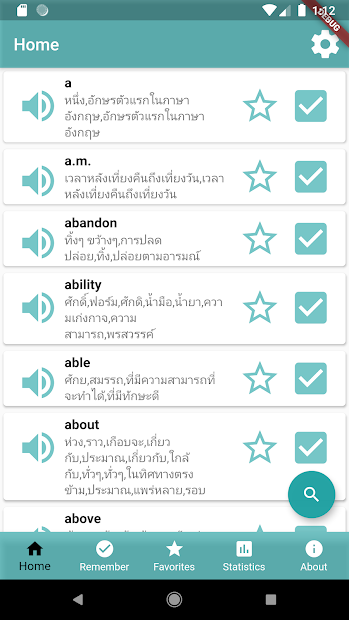 1:12
DEBUG
Home
a
หนึ่ง,อักษรตัวแรกในภาษา
อังกฤษ,อักษรตัวแรกในภาษา
อังกฤษ
a.m.
เวลาหลังเที่ยงคืนถึงเที่ยงวัน,เวลา
หลังเที่ยงคืนถึงเที่ยงวัน
abandon
ทิ้งๆ ขว้างๆ,การปลด
ปล่อย,ทิ้ง,ปล่อยตามอารมณ์
ability
ศักดิ์,ฟอร์ม,ศักดิ,น้ำมือ,น้ำยา,ควา
มเก่งกาจ,ความ
สามารถ,พรสวรรค์
able
ศักย,สมรรถ,ที่มีความสามารถที่
จะทำได้,ที่มีทักษะดี
about
ห่วง,ราว,เกือบจะ,เกี่ยว
กับ,ประมาณ,เกี่ยวกับ,ใกล้
กับ,ทั่วๆ,ทั่วๆ,ในทิศทางตรง
ข้าม,ประมาณ,แพร่หลาย,รอบ
above
Home
Remember
Favorites
Statistics
About